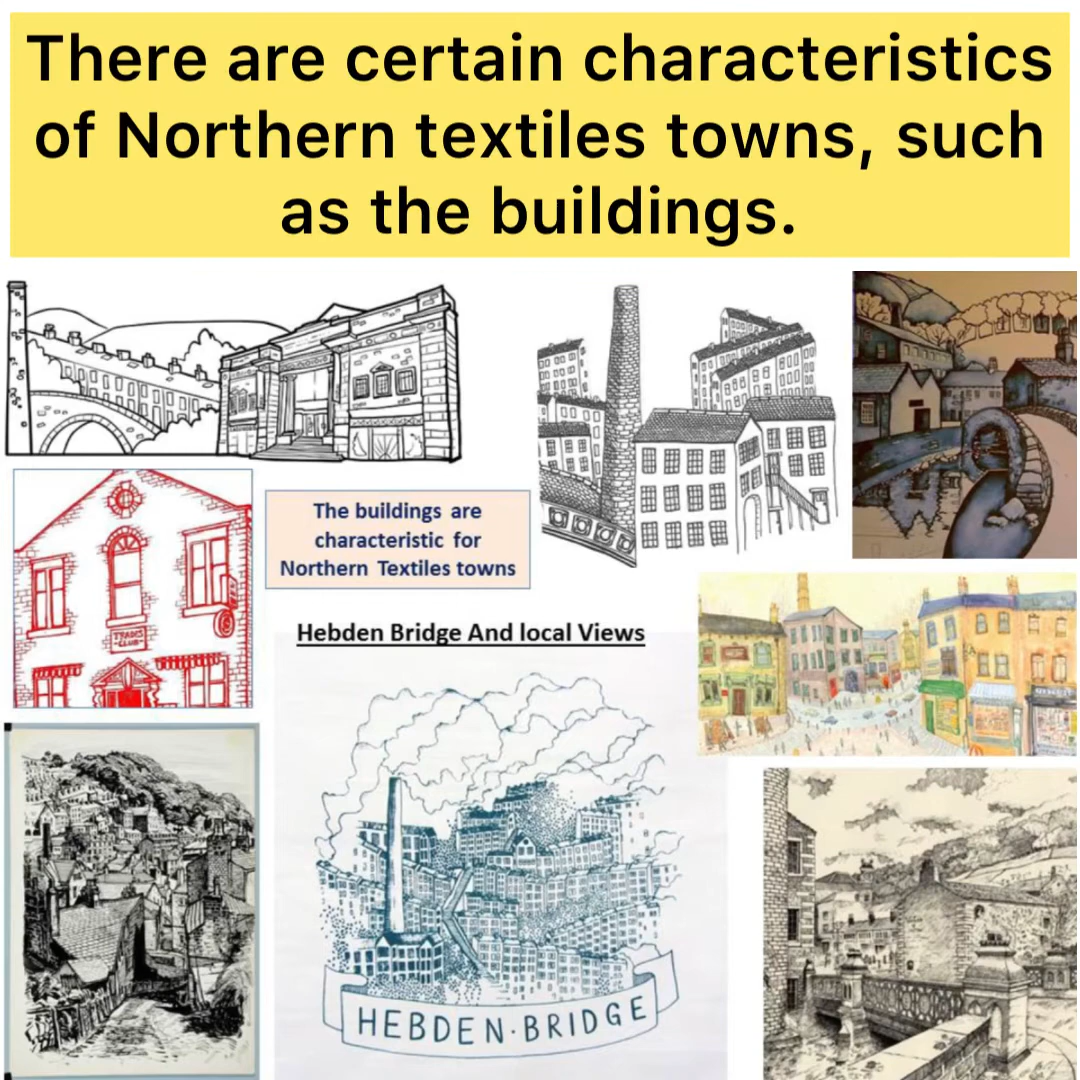 There are certain characteristics
of Northern textiles towns, such
as the buildings.
The buildings are
characteristic for
Northern Textiles towns
TRADES
CLUB
Hebden Bridge And local Views
HEBDEN·BRIDGE